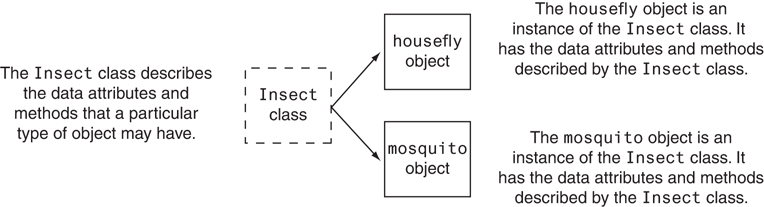 The Insect class describes
the data attributes and
methods that a particular
type of object may have.
Insect
class
housefly
object
The housefly object is an
instance of the Insect class. It
has the data attributes and methods
described by the Insect class.
mosquito
object
The mosquito object is an
instance of the Insect class. It
has the data attributes and methods
described by the Insect class.